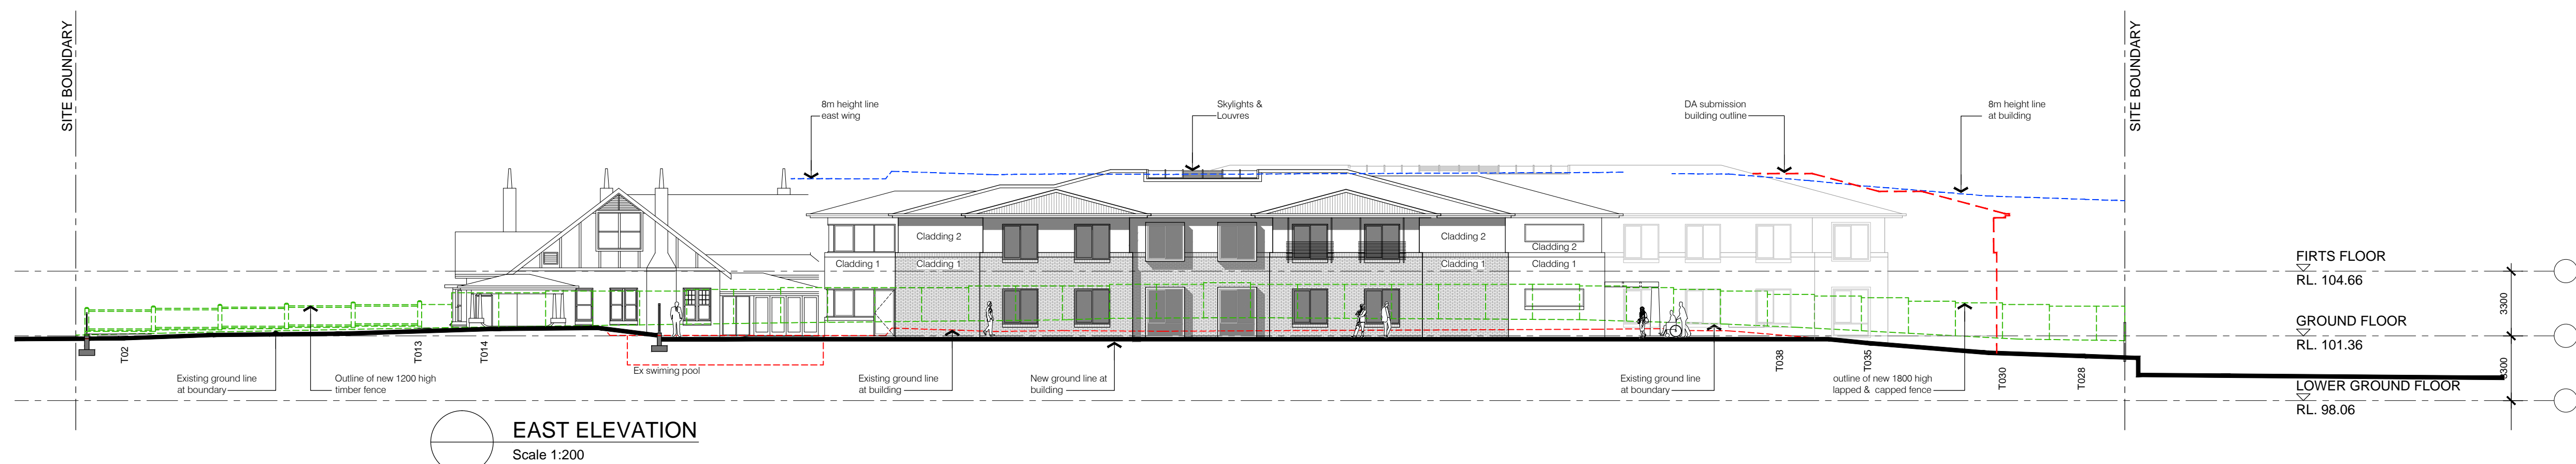 SITE BOUNDARY
SITE BOUNDARY
8m height line
east wing
Skylights &
Louvres
DA submission
building outline
8m height line
at building
Cladding 2
Cladding 2
Cladding 2
Cladding 1
Cladding 1
Cladding 1
Cladding 1
FIRTS FLOOR
RL. 104.66
3300
GROUND FLOOR
RL. 101.36
3300
LOWER GROUND FLOOR
RL. 98.06
T02
T013
T014
T038
T035
T030
T028
Existing ground line
at boundary
Outline of new 1200 high
timber fence
Ex swiming pool
Existing ground line
at building
New ground line at
building
Existing ground line
at boundary
outline of new 1800 high
lapped & capped fence
EAST ELEVATION
Scale 1:200